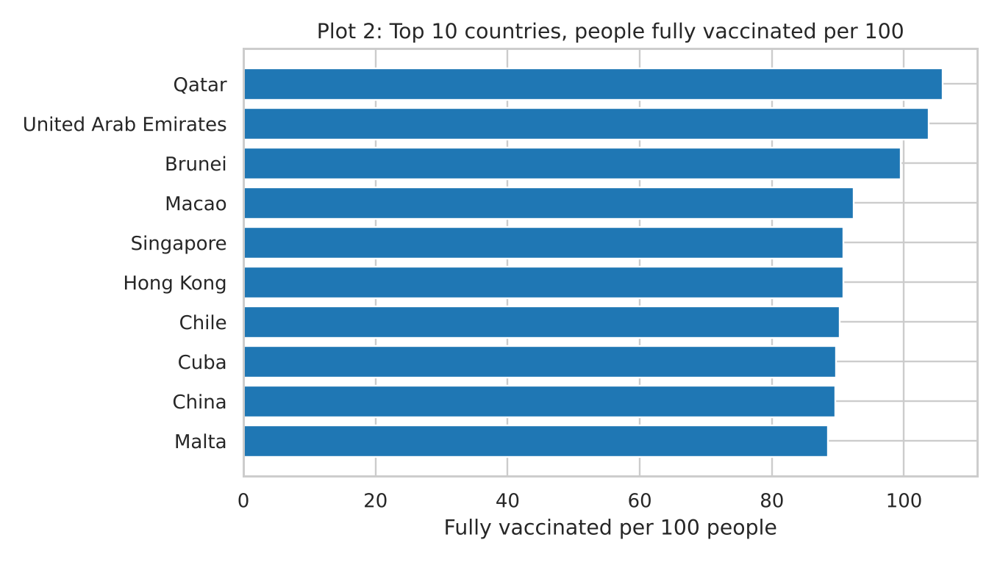 Plot 2: Top 10 countries, people fully vaccinated per 100
Qatar
United Arab Emirates
Brunei
Macao
Singapore
Hong Kong
Chile
Cuba
China
Malta
0 20 40 60 80 100
Fully vaccinated per 100 people